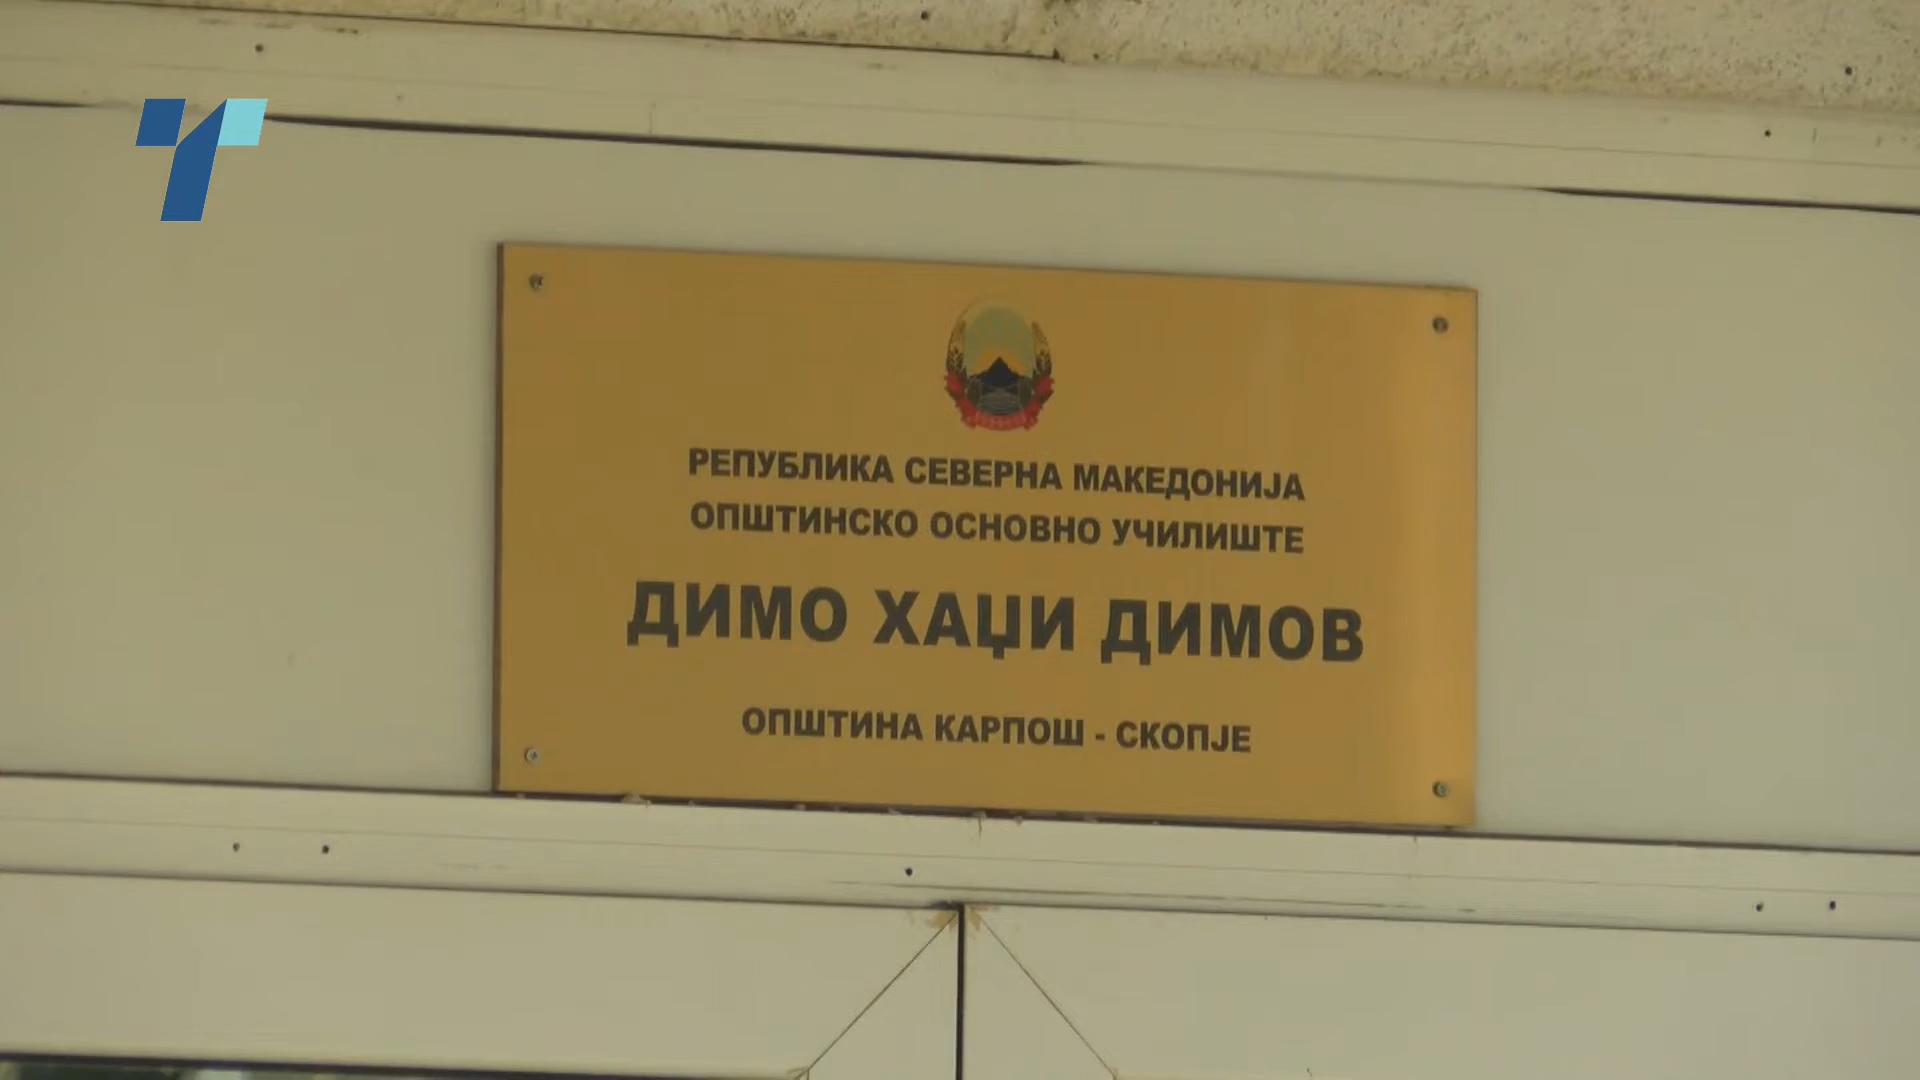 РЕПУБЛИКА СЕВЕРНА МАКЕДОНИЈА
ОПШТИНСКО ОСНОВНО УЧИЛИШТЕ
ДИМО ХАЏИ ДИМОВ
ОПШТИНА КАРПОШ - СКОПЈЕ